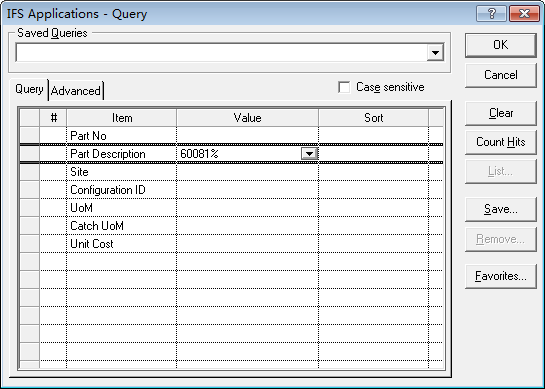 IFS Applications - Query
Saved Queries
OK
Cancel
Query
Advanced
Case sensitive
Clear
# Item Value Sort
Part No
Count Hits
Part Description 60081%
Site
List...
Configuration ID
UoM
Save...
Catch UoM
Unit Cost
Remove...
Favorites...